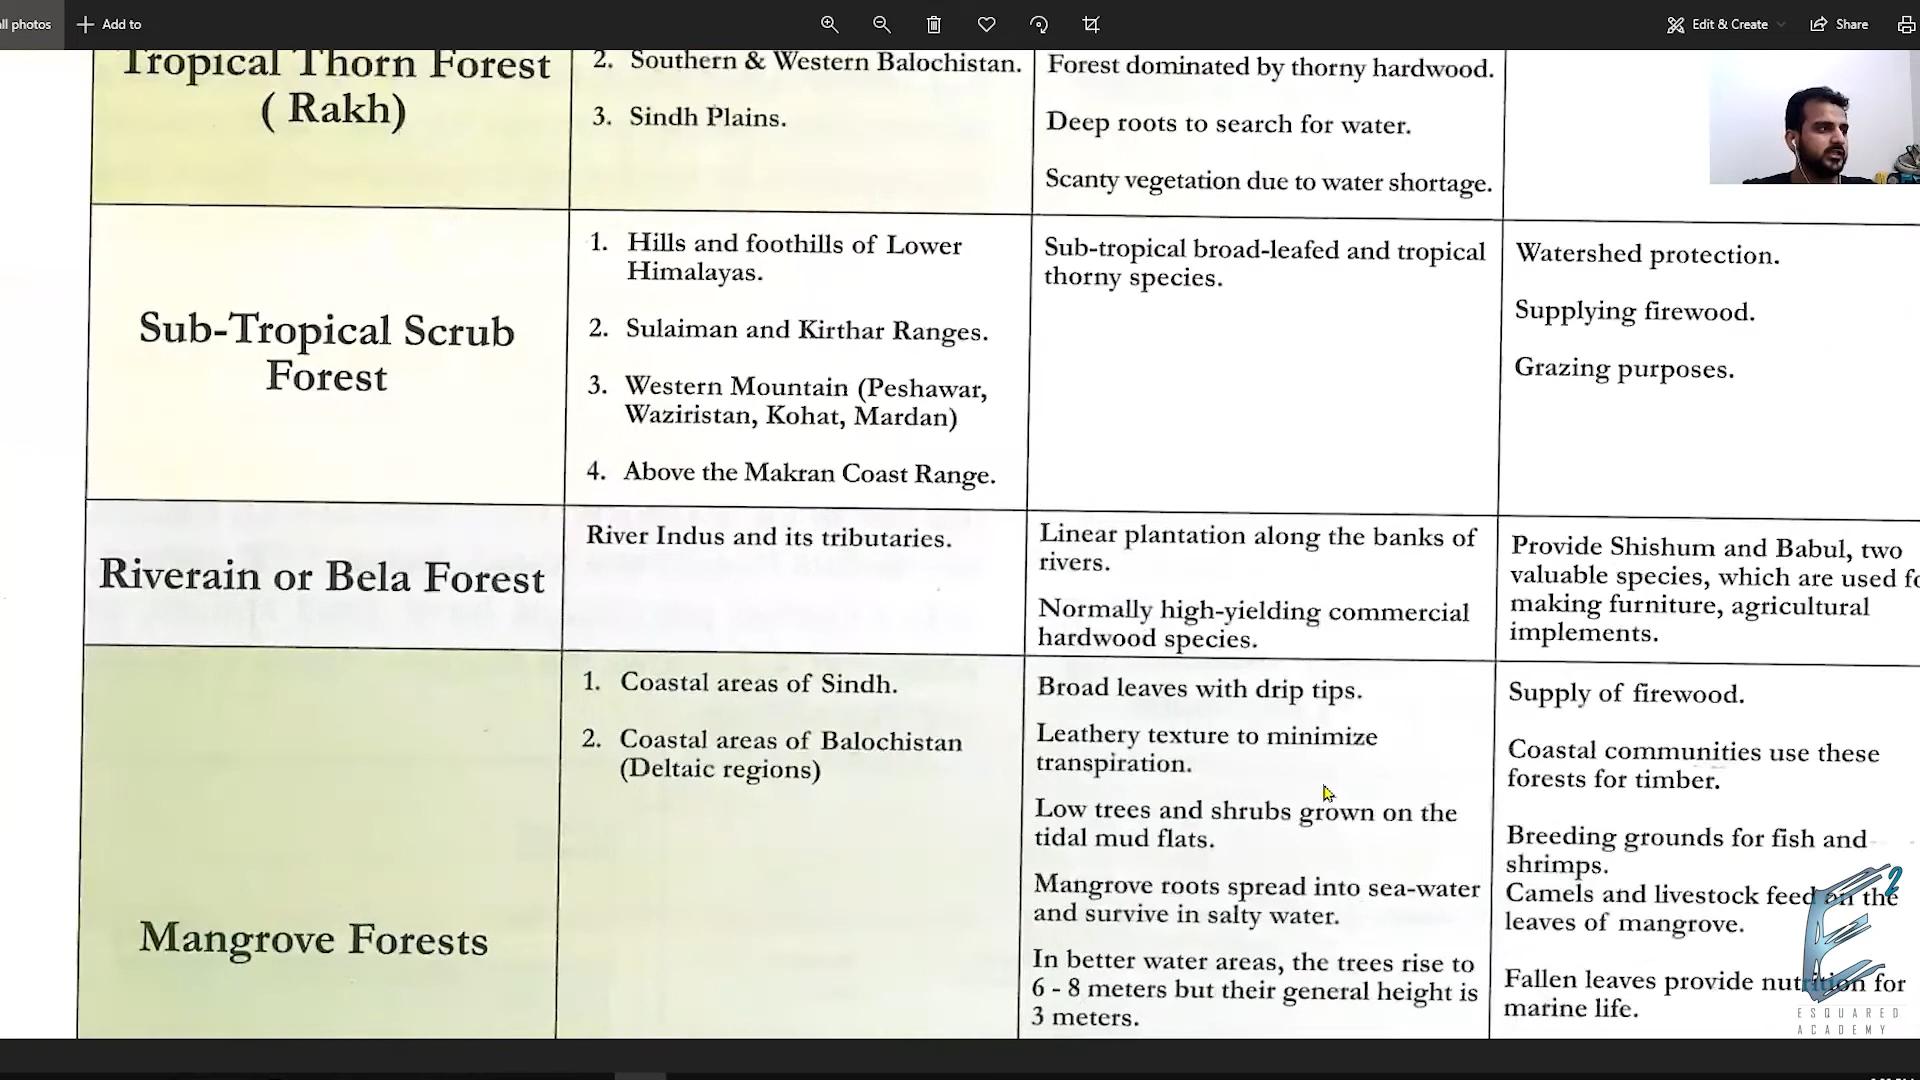 ll photos
Add to
Edit & Create
Share
Tropical Thorn Forest
( Rakh)
2. Southern & Western Balochistan.
3. Sindh Plains.
Forest dominated by thorny hardwood.
Deep roots to search for water.
Scanty vegetation due to water shortage.
Sub-Tropical Scrub
Forest
1. Hills and foothills of Lower
Himalayas.
2. Sulaiman and Kirthar Ranges.
3. Western Mountain (Peshawar,
Waziristan, Kohat, Mardan)
4. Above the Makran Coast Range.
Sub-tropical broad-leafed and tropical
thorny species.
Watershed protection.
Supplying firewood.
Grazing purposes.
Riverain or Bela Forest
River Indus and its tributaries.
Linear plantation along the banks of
rivers.
Normally high-yielding commercial
hardwood species.
Provide Shishum and Babul, two
valuable species, which are used fo
making furniture, agricultural
implements.
Mangrove Forests
1. Coastal areas of Sindh.
2. Coastal areas of Balochistan
(Deltaic regions)
Broad leaves with drip tips.
Leathery texture to minimize
transpiration.
Low trees and shrubs grown on the
tidal mud flats.
Mangrove roots spread into sea-water
and survive in salty water.
In better water areas, the trees rise to
6 - 8 meters but their general height is
3 meters.
Supply of firewood.
Coastal communities use these
forests for timber.
Breeding grounds for fish and
shrimps.
Camels and livestock feed on the
leaves of mangrove.
Fallen leaves provide nutrition for
marine life.
E2
ESQUARED
ACADEMY